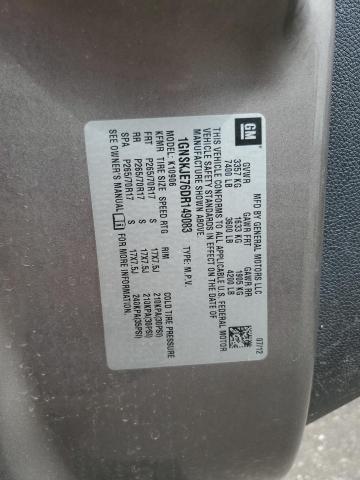 GM
MFD BY GENERAL MOTORS LLC
07/12
GVWR GAWR FRT GAWR RR
3357 KG 1633 KG 1905 KG
7400 LB 3600 LB 4200 LB
THIS VEHICLE CONFORMS TO ALL APPLICABLE U.S. FEDERAL MOTOR
VEHICLE SAFETY STANDARDS IN EFFECT ON THE DATE OF
MANUFACTURE SHOWN ABOVE.
1GNSKJE76DR149083 TYPE: M.P.V.
MODEL: K10906
KFMR TIRE SIZE SPEED RTG RIM COLD TIRE PRESSURE
FRT P265/70R17 S 17X7.5J 210KPA(30PSI)
RR P265/70R17 S 17X7.5J 210KPA(30PSI)
SPA P265/70R17 S 17X7.5J 240KPA(35PSI)
SEE OWNER'S MANUAL FOR MORE INFORMATION.